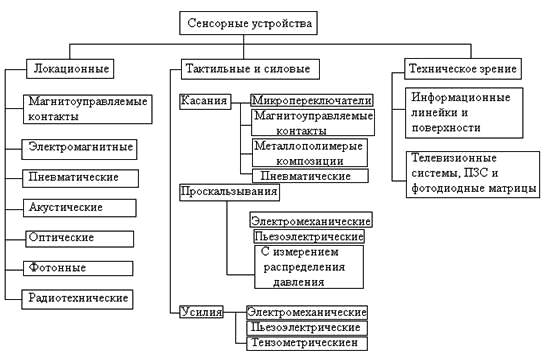 Сенсорные устройства
Локационные
Тактильные и силовые
Техническое зрение
Магнитоуправляемые
контакты
Электромагнитные
Пневматические
Акустические
Оптические
Фотонные
Радиотехнические
Касания
Микропереключатели
Магнитоуправляемые
контакты
Металлополимерые
композиции
Пневматические
Проскальзывания
Электромеханические
Пьезоэлектрические
С измерением
распределения
давления
Усилия
Электромеханические
Пьезоэлектрические
Тензометрическиен
Информационные
линейки и
поверхности
Телевизионные
системы, ПЗС и
фотодиодные матрицы